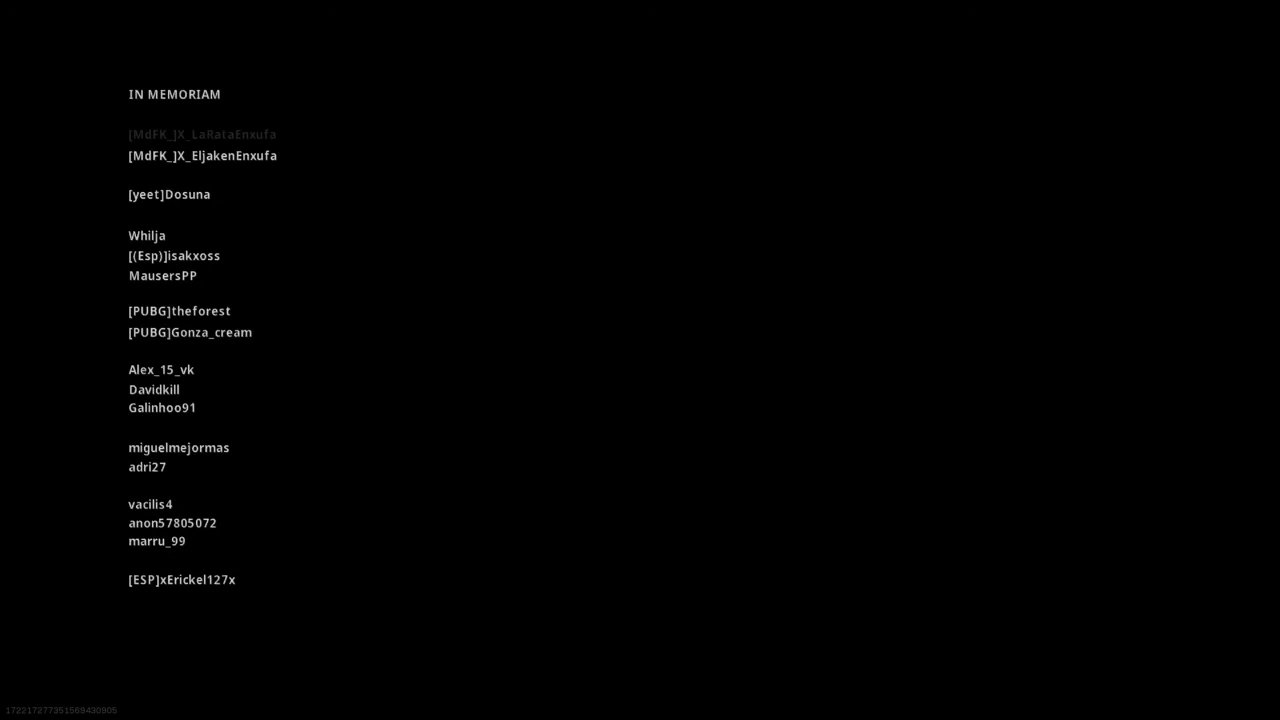 IN MEMORIAM
[MdFK_]X_LaRataEnxufa
[MdFK_]X_EljakenEnxufa
[yeet]Dosuna
Whilja
[(Esp)]isakxoss
MausersPP
[PUBG]theforest
[PUBG]Gonza_cream
Alex_15_vk
Davidkill
Galinhoo91
miguelmejormas
adri27
vacilis4
anon57805072
marru_99
[ESP]xErickel127x
172217277351569430905